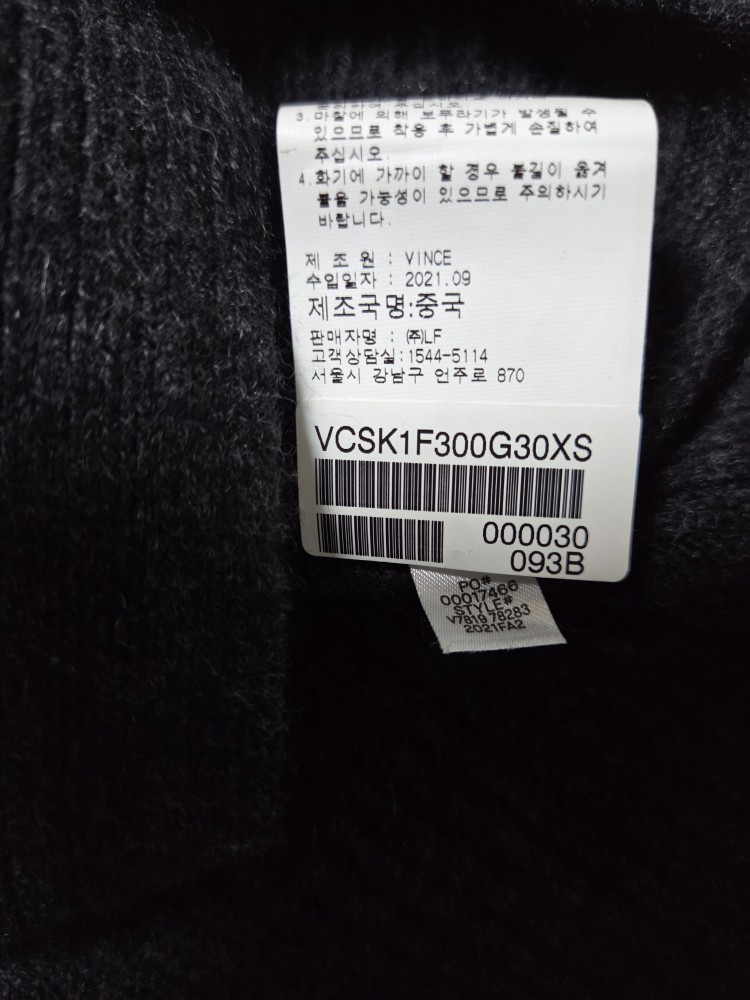 3.마찰에 의해 보푸라기가 발생될 수
있으므로 착용 후 가볍게 손질하여
주십시오.
4.화기에 가까이 할 경우 불길이 옮겨
붙을 가능성이 있으므로 주의하시기
바랍니다.
제 조 원 : VINCE
수입일자 : 2021.09
제조국명:중국
판매자명 : ㈜LF
고객상담실:1544-5114
서울시 강남구 언주로 870
VCSK1F300G30XS
000030
093B
PO#
00017466
STYLE#
V7819 78283
2021FA2